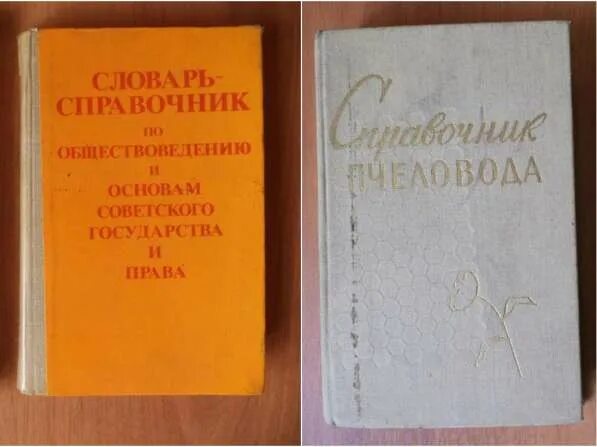 СЛОВАРЬ-
СПРАВОЧНИК
ПО
ОБЩЕСТВОВЕДЕНИЮ
И
ОСНОВАМ
СОВЕТСКОГО
ГОСУДАРСТВА
И
ПРАВА
Справочник
ПЧЕЛОВОДА